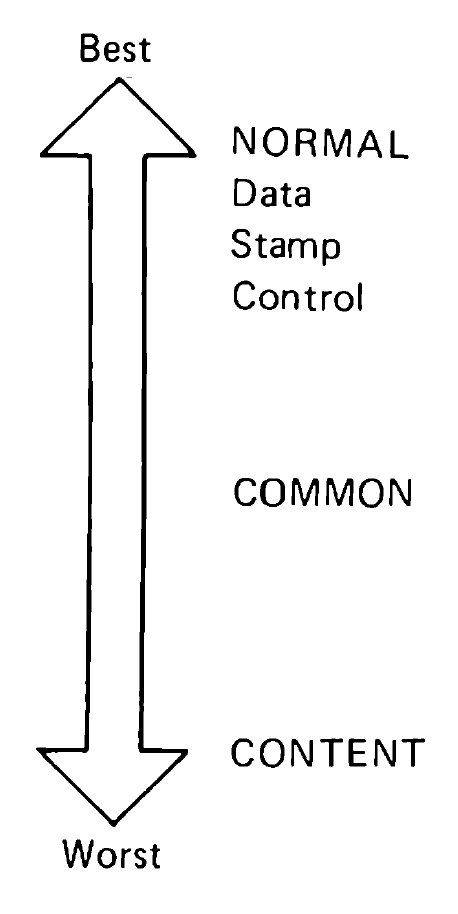 Best
NORMAL
Data
Stamp
Control
COMMON
CONTENT
Worst